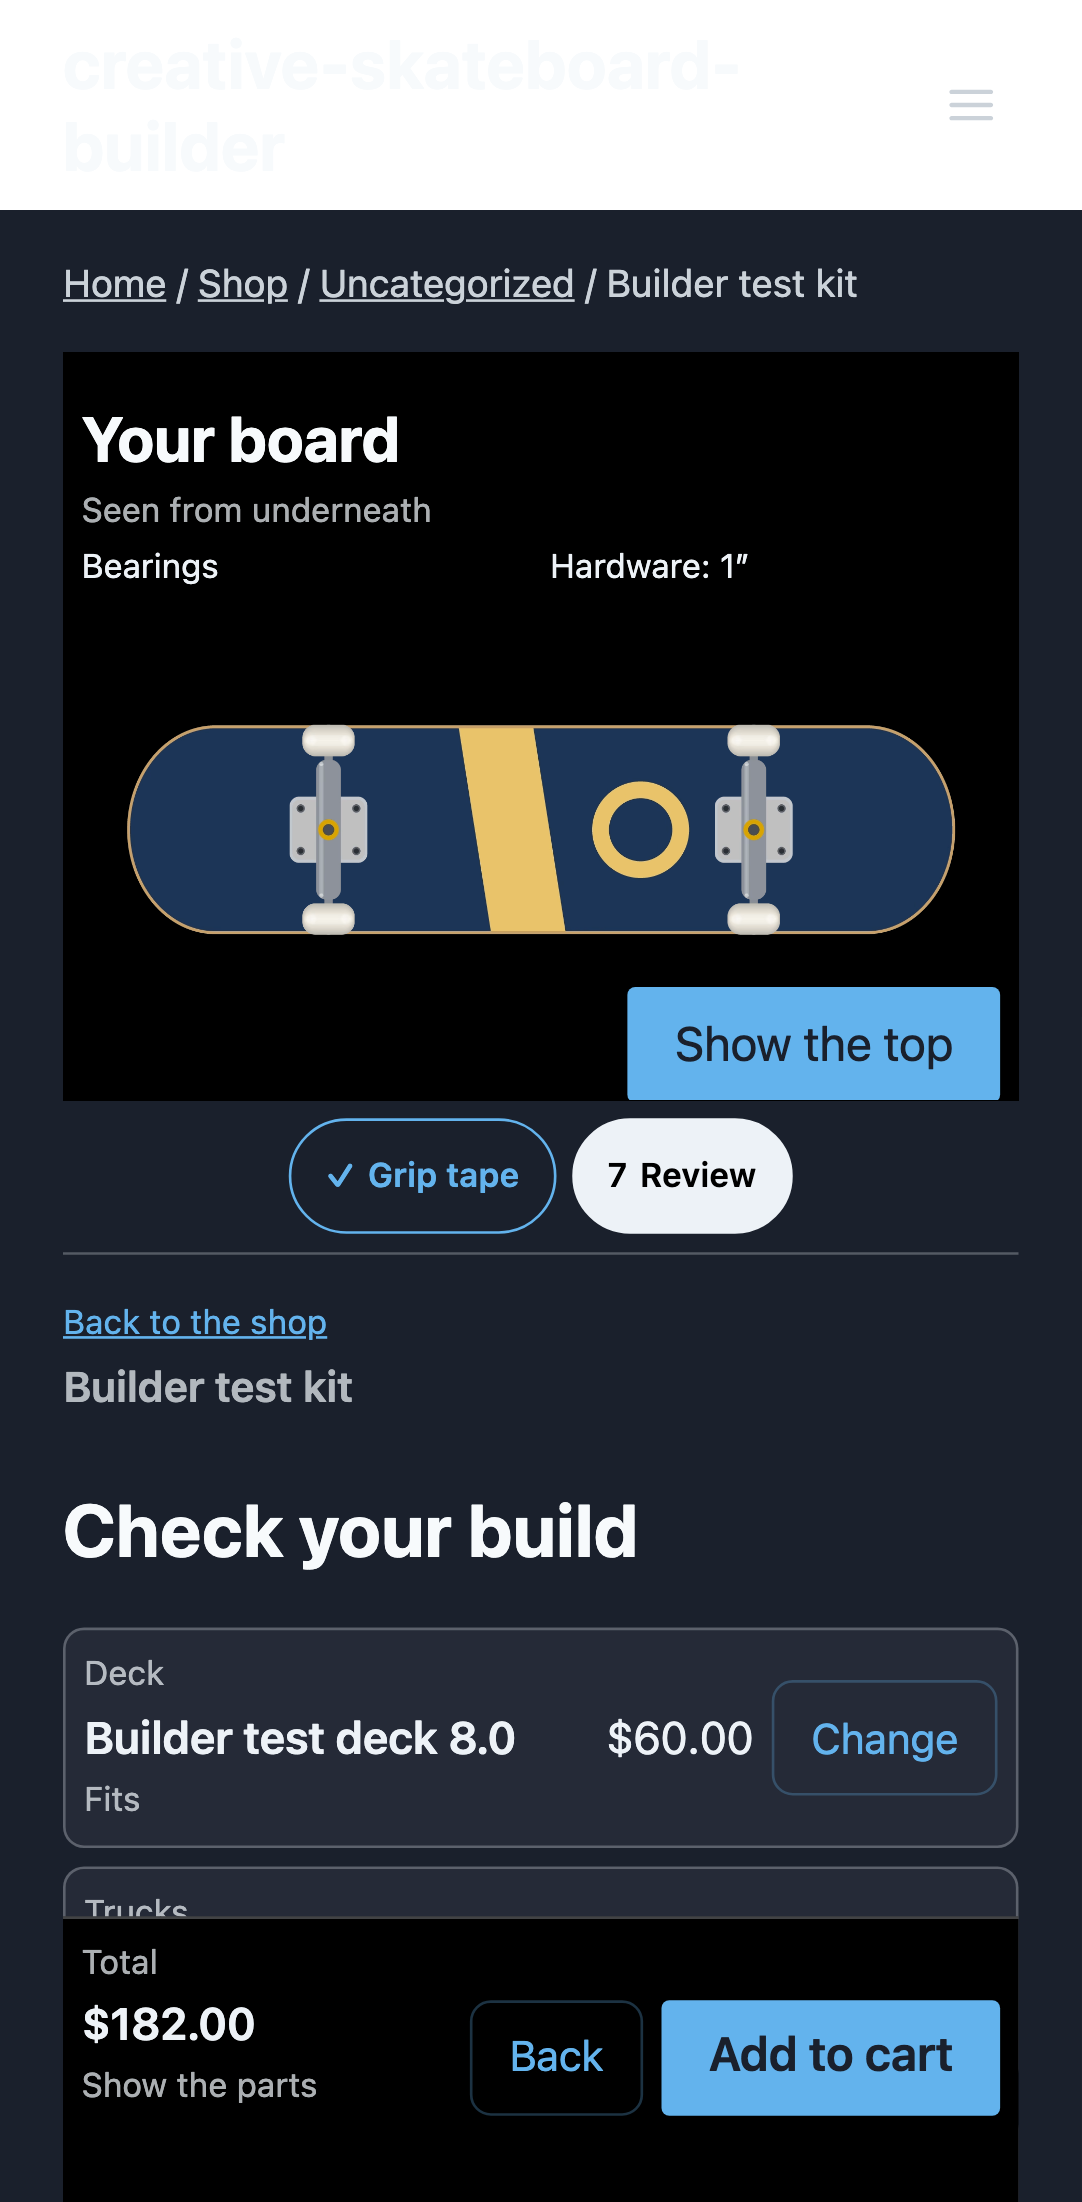 creative-skateboard-
builder
Home / Shop / Uncategorized / Builder test kit
Your board
Seen from underneath
Bearings
Hardware: 1″
Show the top
✓ Grip tape
7 Review
Back to the shop
Builder test kit
Check your build
Deck
Builder test deck 8.0
$60.00
Change
Fits
Trucks
Total
$182.00
Show the parts
Back
Add to cart